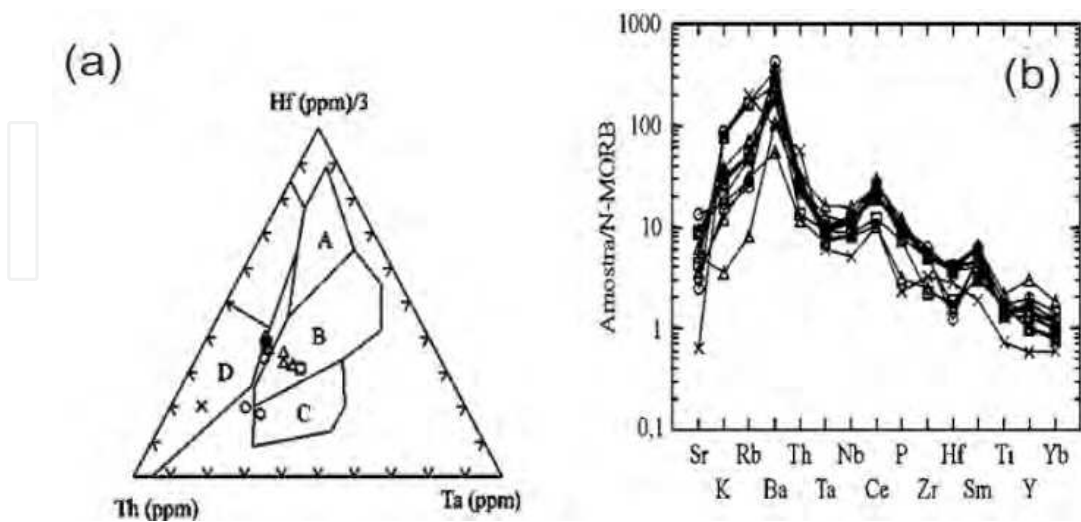 (a)
Hf (ppm)/3
A
B
D
C
Th (ppm)
Ta (ppm)
(b)
Amostra/N-MORB
1000
100
10
1
0,1
Sr Rb Th Nb P Hf Ti Yb
K Ba Ta Ce Zr Sm Y